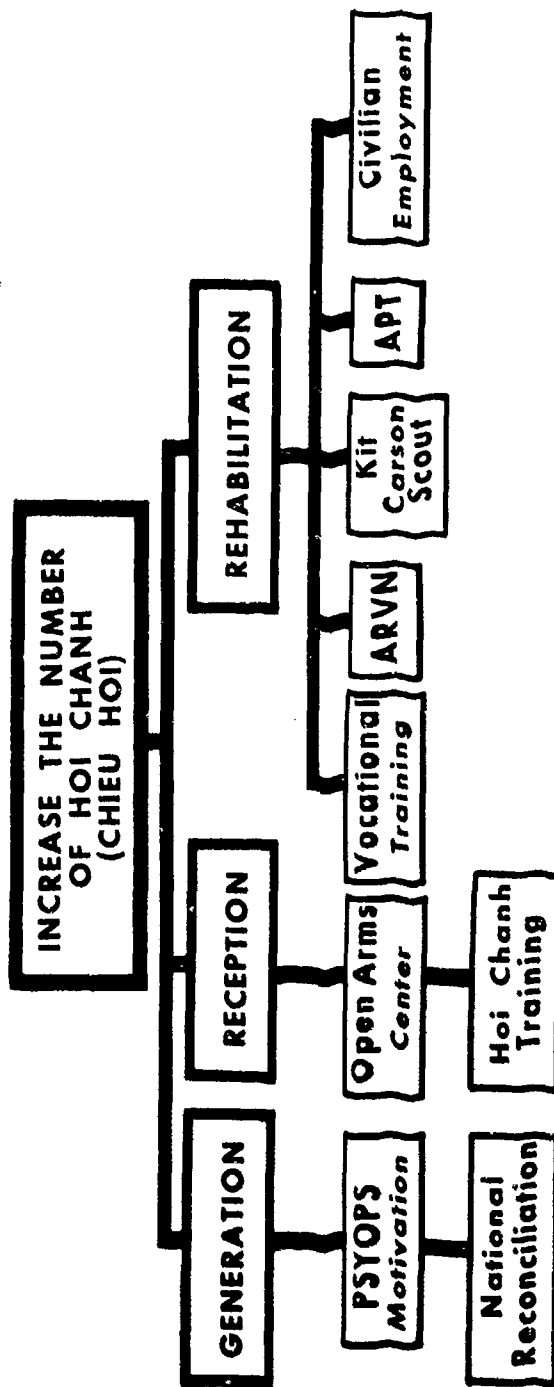 INCREASE THE NUMBER
OF HOI CHANH
(CHIEU HOI)
GENERATION
RECEPTION
REHABILITATION
PSYOPS
Motivation
Open Arms
Center
Vocational
Training
ARVN
Kit
Carson
Scout
APT
Civilian
Employment
National
Reconciliation
Hoi Chanh
Training